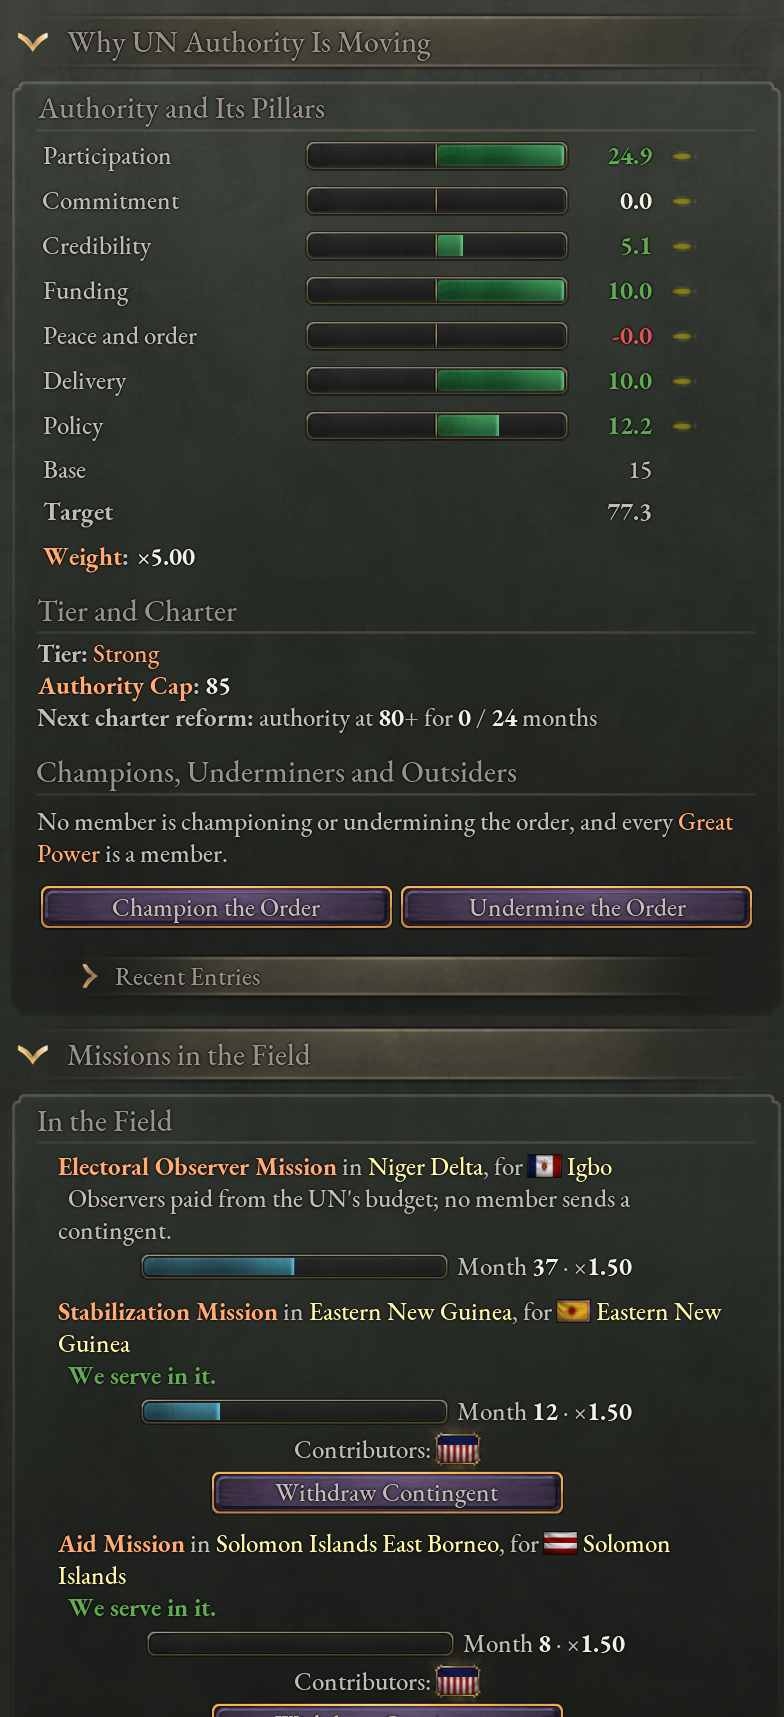 Why UN Authority Is Moving
Authority and Its Pillars
Participation 24.9
Commitment 0.0
Credibility 5.1
Funding 10.0
Peace and order -0.0
Delivery 10.0
Policy 12.2
Base 15
Target 77.3
Weight: ×5.00
Tier and Charter
Tier: Strong
Authority Cap: 85
Next charter reform: authority at 80+ for 0 / 24 months
Champions, Underminers and Outsiders
No member is championing or undermining the order, and every Great
Power is a member.
Champion the Order Undermine the Order
Recent Entries
Missions in the Field
In the Field
Electoral Observer Mission in Niger Delta, for Igbo
Observers paid from the UN's budget; no member sends a
contingent.
Month 37 · ×1.50
Stabilization Mission in Eastern New Guinea, for Eastern New
Guinea
We serve in it.
Month 12 · ×1.50
Contributors:
Withdraw Contingent
Aid Mission in Solomon Islands East Borneo, for Solomon
Islands
We serve in it.
Month 8 · ×1.50
Contributors: